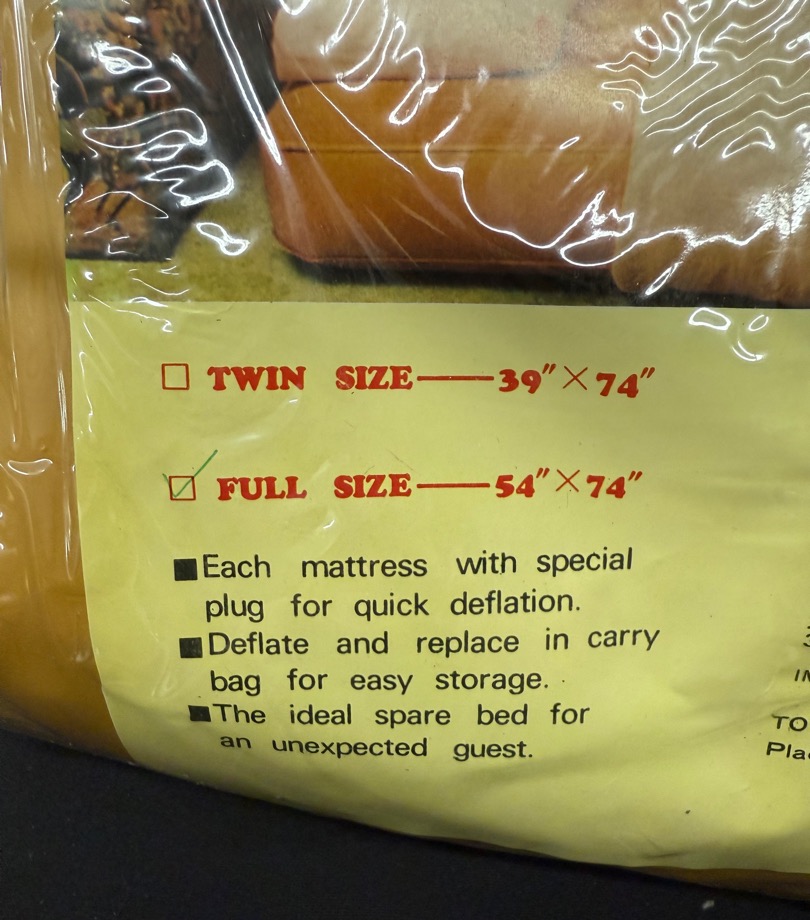 ☐ TWIN SIZE——39″×74″
☑ FULL SIZE——54″×74″
■Each mattress with special
plug for quick deflation.
■Deflate and replace in carry
bag for easy storage.
■The ideal spare bed for
an unexpected guest.
TO